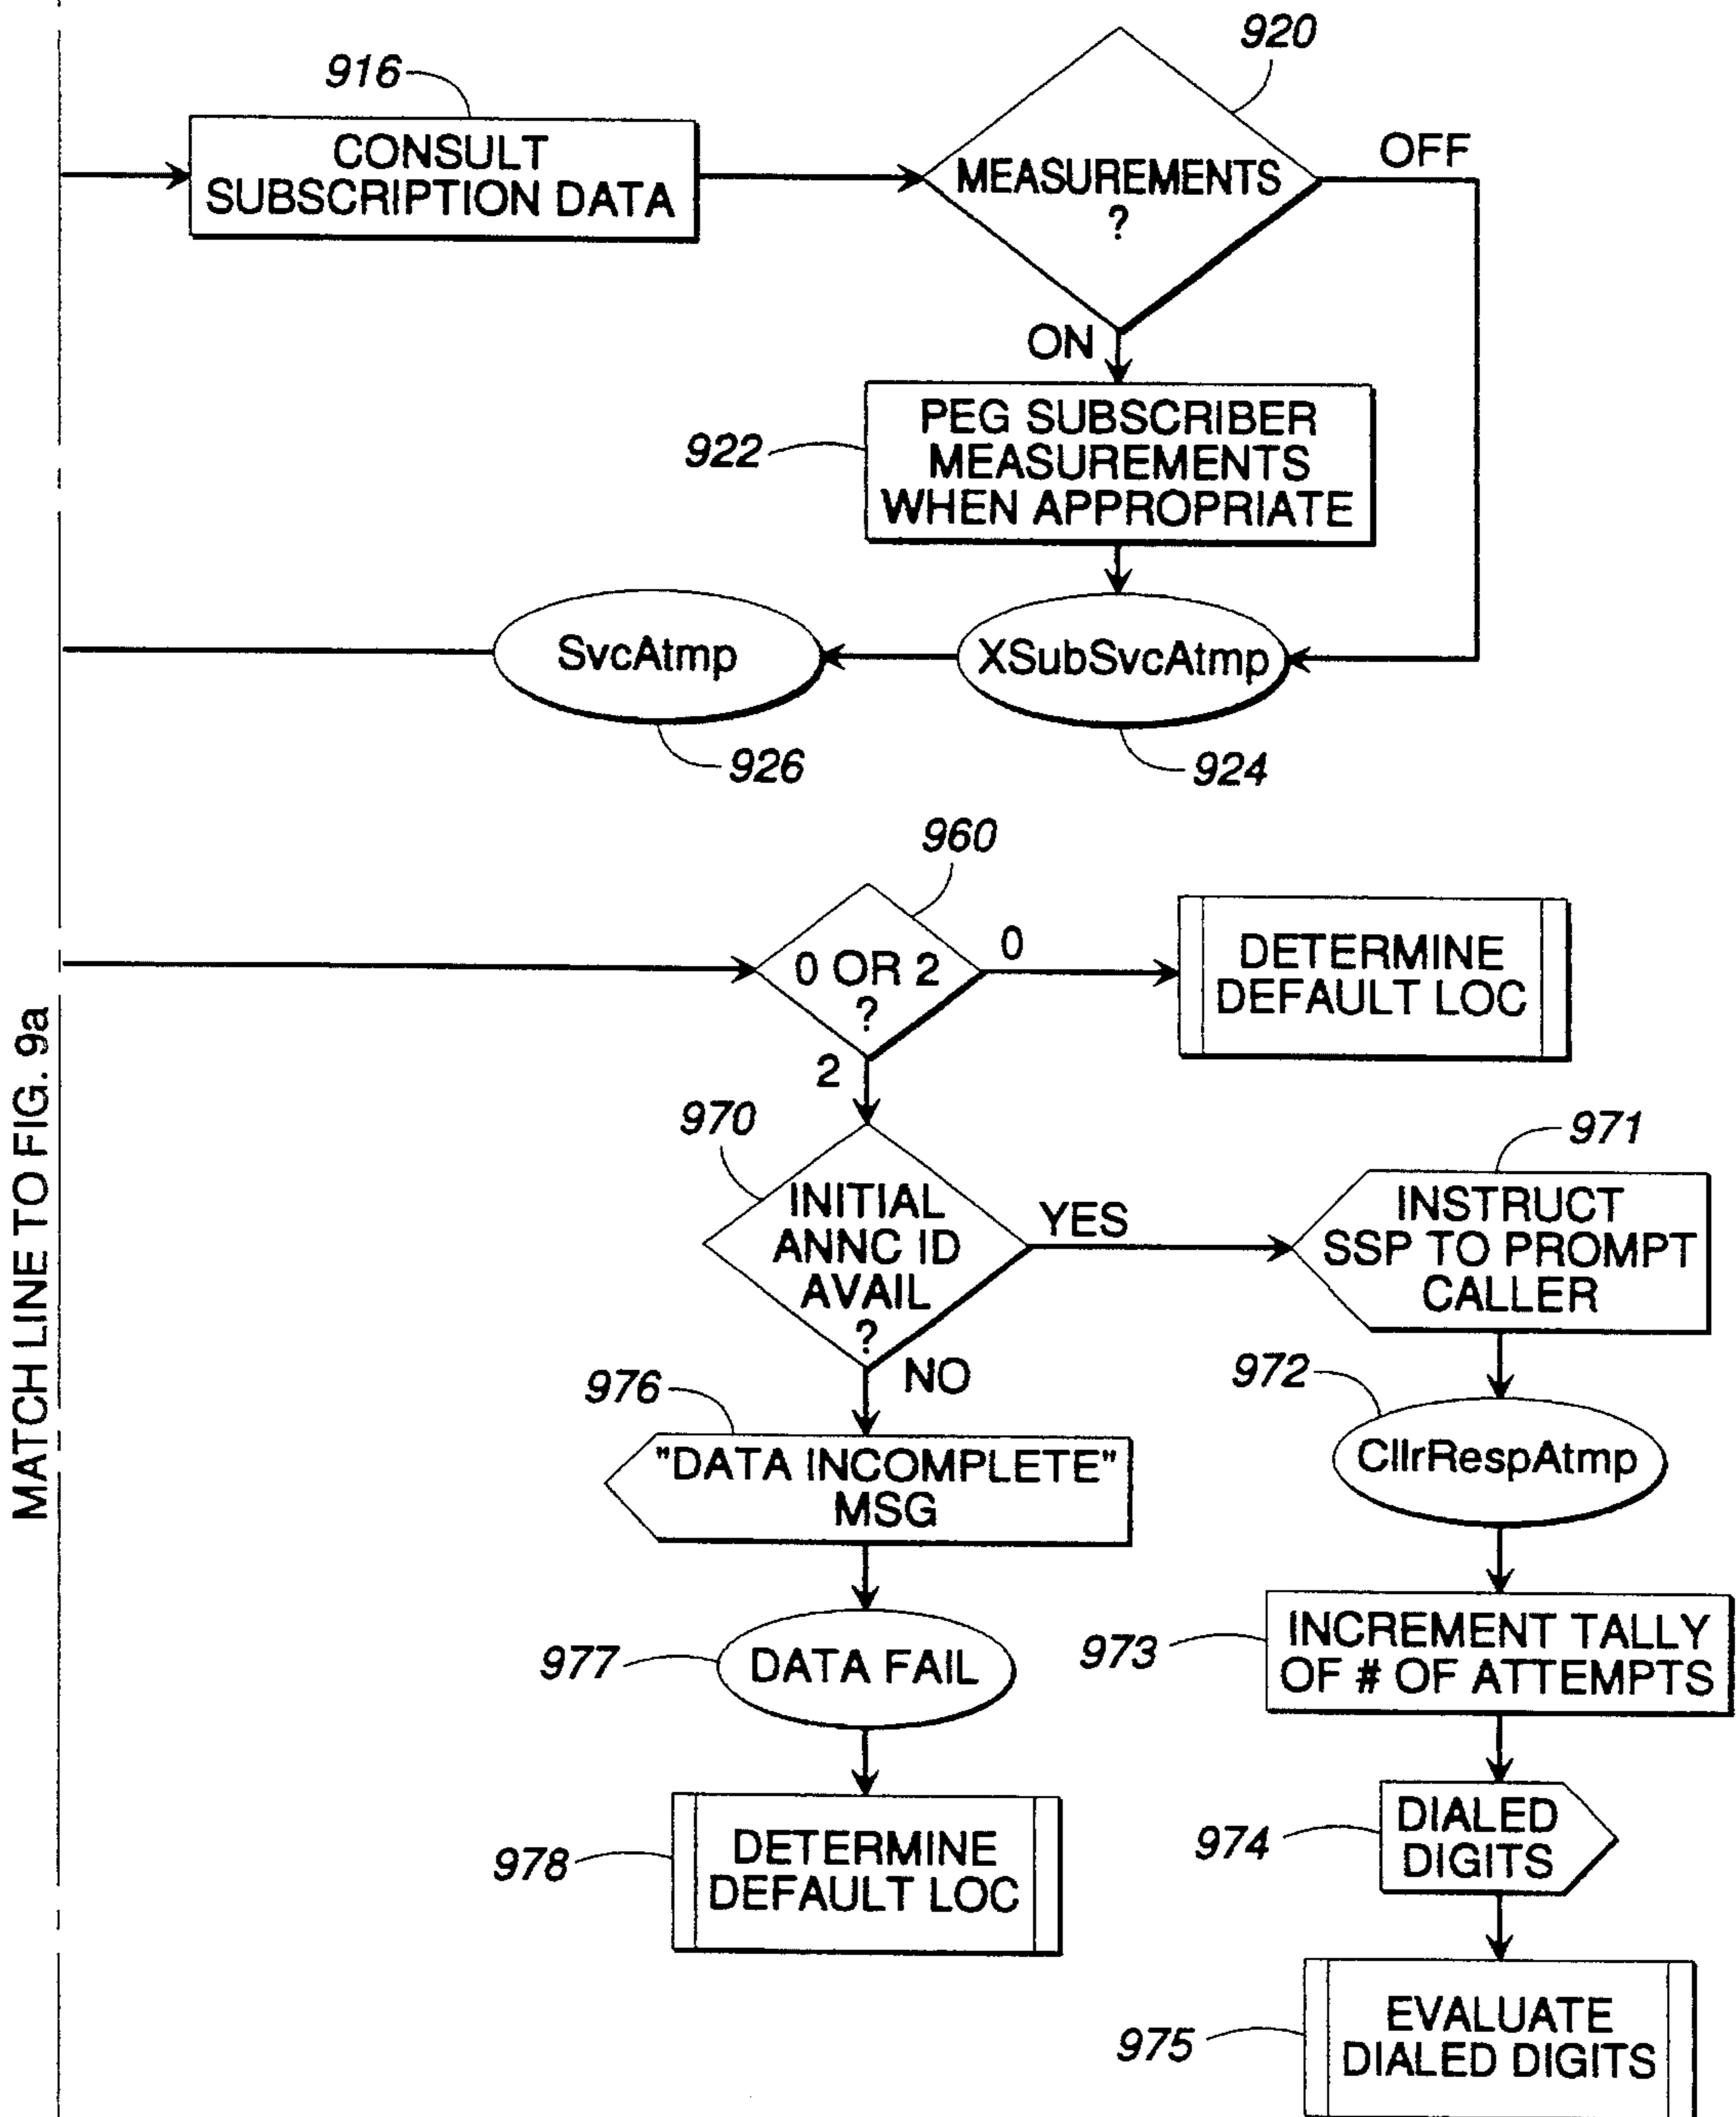 920
916
CONSULT
SUBSCRIPTION DATA
MEASUREMENTS
?
OFF
ON
922
PEG SUBSCRIBER
MEASUREMENTS
WHEN APPROPRIATE
SvcAtmp
XSubSvcAtmp
926
924
960
0 OR 2
?
0
DETERMINE
DEFAULT LOC
2
MATCH LINE TO FIG. 9a
970
INITIAL
ANNC ID
AVAIL
?
YES
971
INSTRUCT
SSP TO PROMPT
CALLER
NO
976
"DATA INCOMPLETE"
MSG
972
CllrRespAtmp
977
DATA FAIL
973
INCREMENT TALLY
OF # OF ATTEMPTS
978
DETERMINE
DEFAULT LOC
974
DIALED
DIGITS
975
EVALUATE
DIALED DIGITS